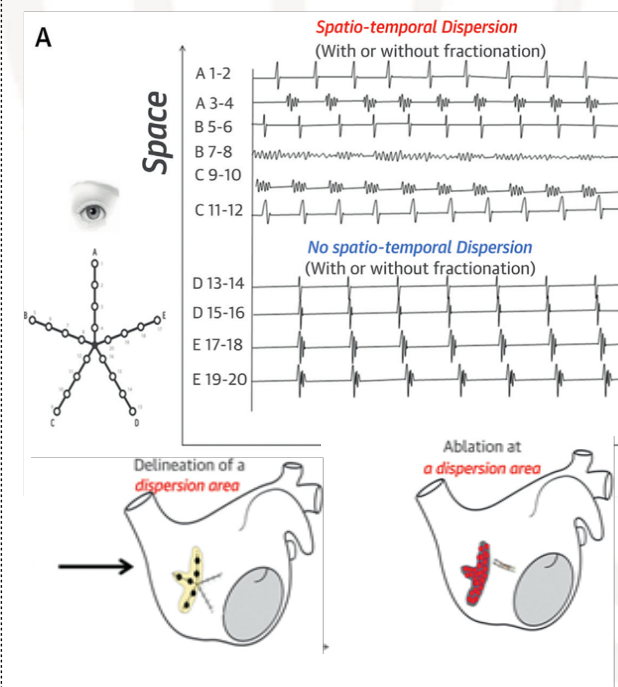 A
Spatio-temporal Dispersion
(With or without fractionation)
Space
A 1-2
A 3-4
B 5-6
B 7-8
C 9-10
C 11-12
No spatio-temporal Dispersion
(With or without fractionation)
D 13-14
D 15-16
E 17-18
E 19-20
A
B
E
C
D
Delineation of a
dispersion area
Ablation at
a dispersion area